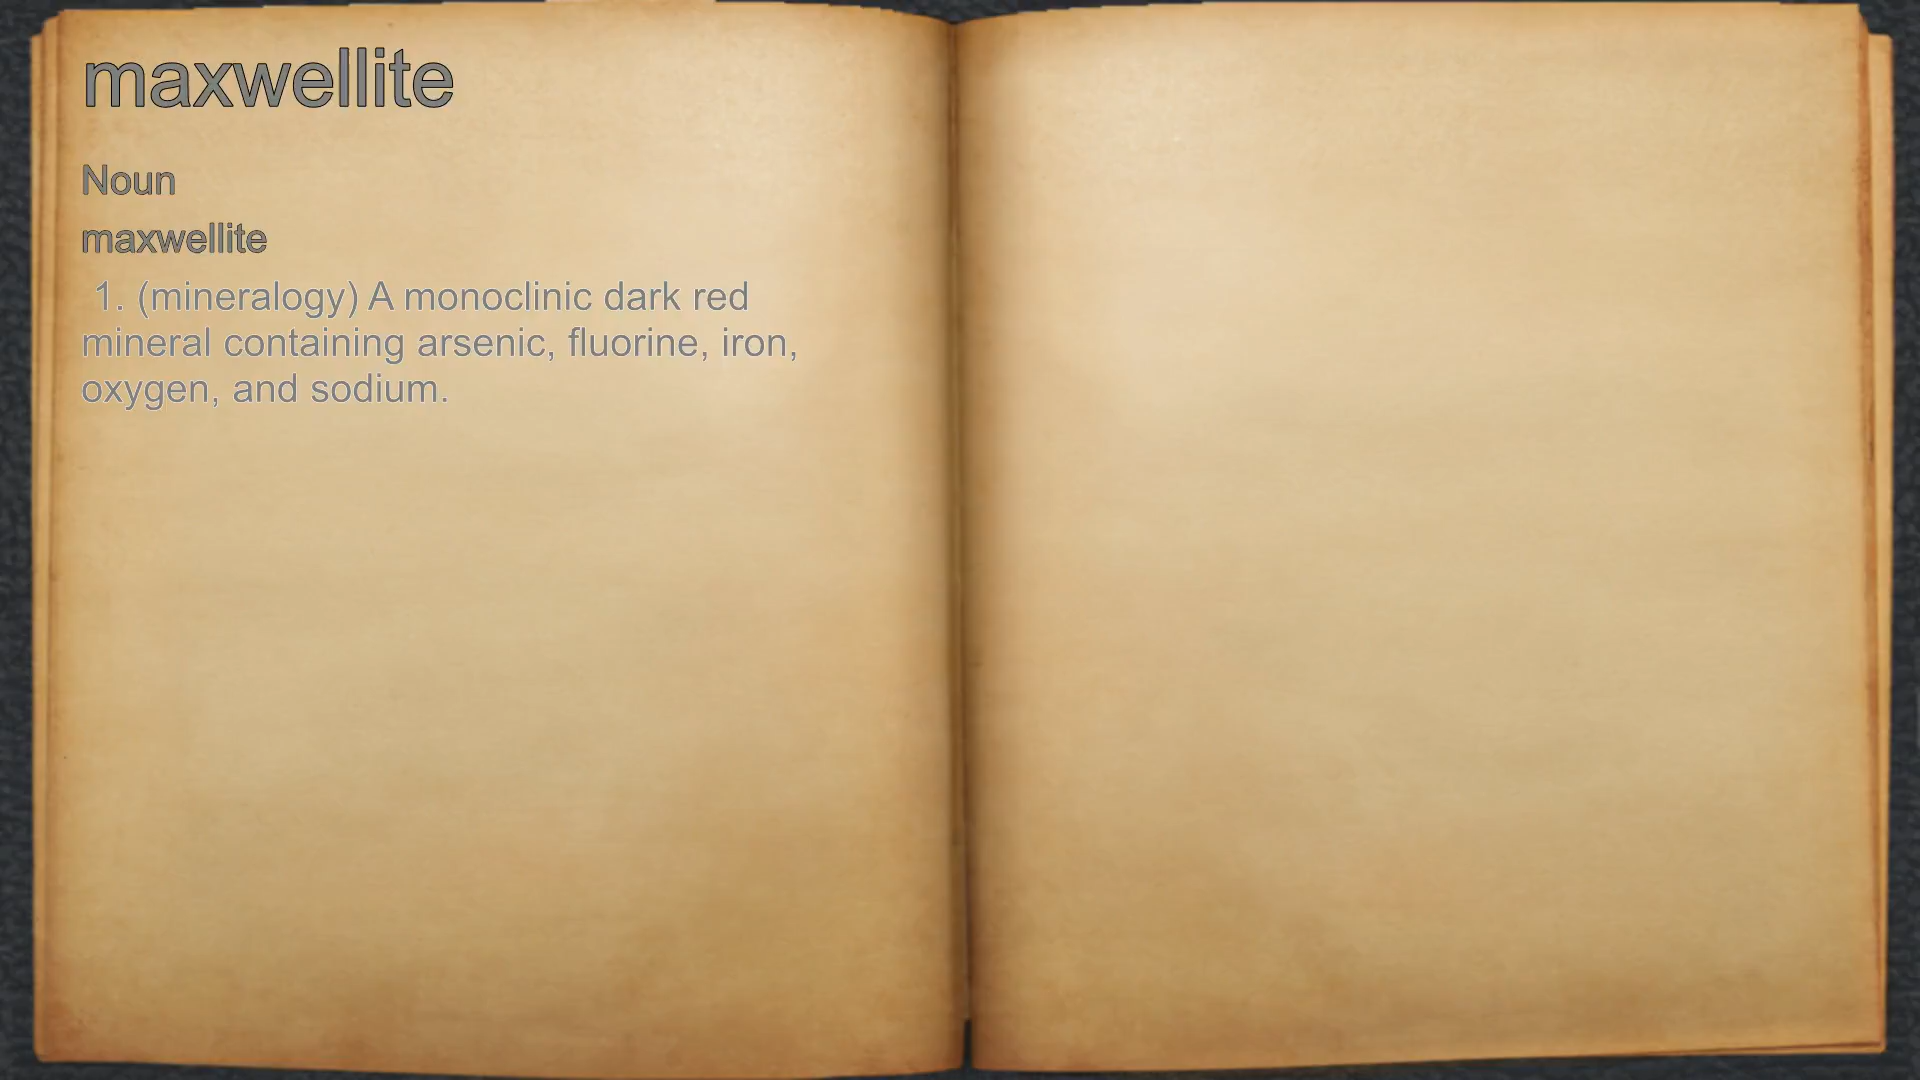 maxwellite
Noun
maxwellite
1. (mineralogy) A monoclinic dark red
mineral containing arsenic, fluorine, iron,
oxygen, and sodium.